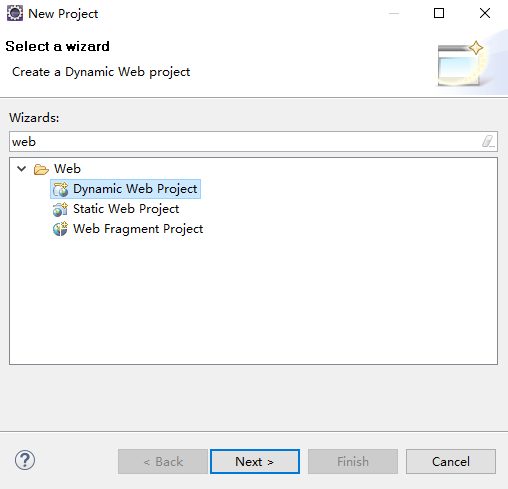 New Project
Select a wizard
Create a Dynamic Web project
Wizards:
web
Web
Dynamic Web Project
Static Web Project
Web Fragment Project
? < Back Next > Finish Cancel